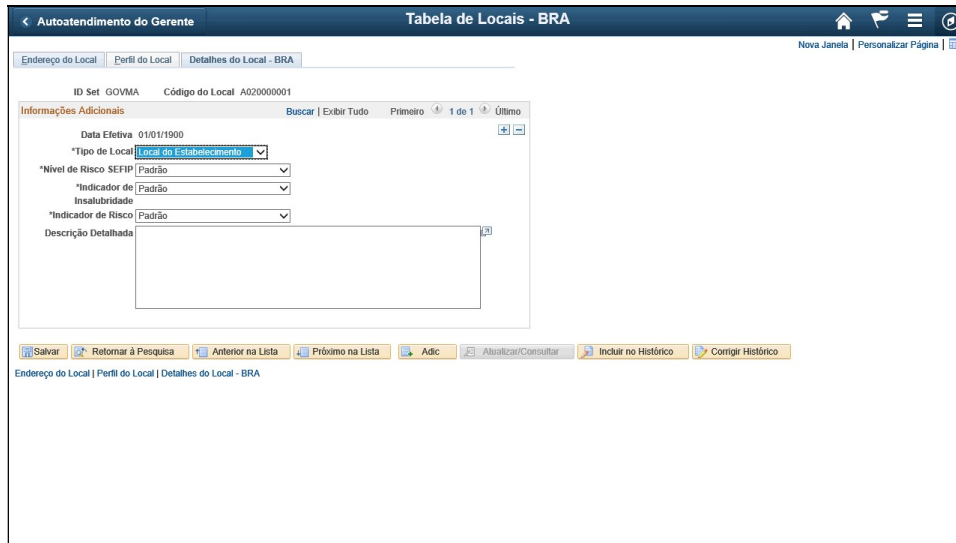 Autoatendimento do Gerente
Tabela de Locais - BRA
Nova Janela | Personalizar Página |
Endereço do Local Perfil do Local Detalhes do Local - BRA
ID Set GOVMA Código do Local A020000001
Informações Adicionais Buscar | Exibir Tudo Primeiro 1 de 1 Último
Data Efetiva 01/01/1900
*Tipo de Local Local do Estabelecimento
*Nível de Risco SEFIP Padrão
*Indicador de Insalubridade Padrão
*Indicador de Risco Padrão
Descrição Detalhada
Salvar Retornar à Pesquisa Anterior na Lista Próximo na Lista Adic Atualizar/Consultar Incluir no Histórico Corrigir Histórico
Endereço do Local | Perfil do Local | Detalhes do Local - BRA